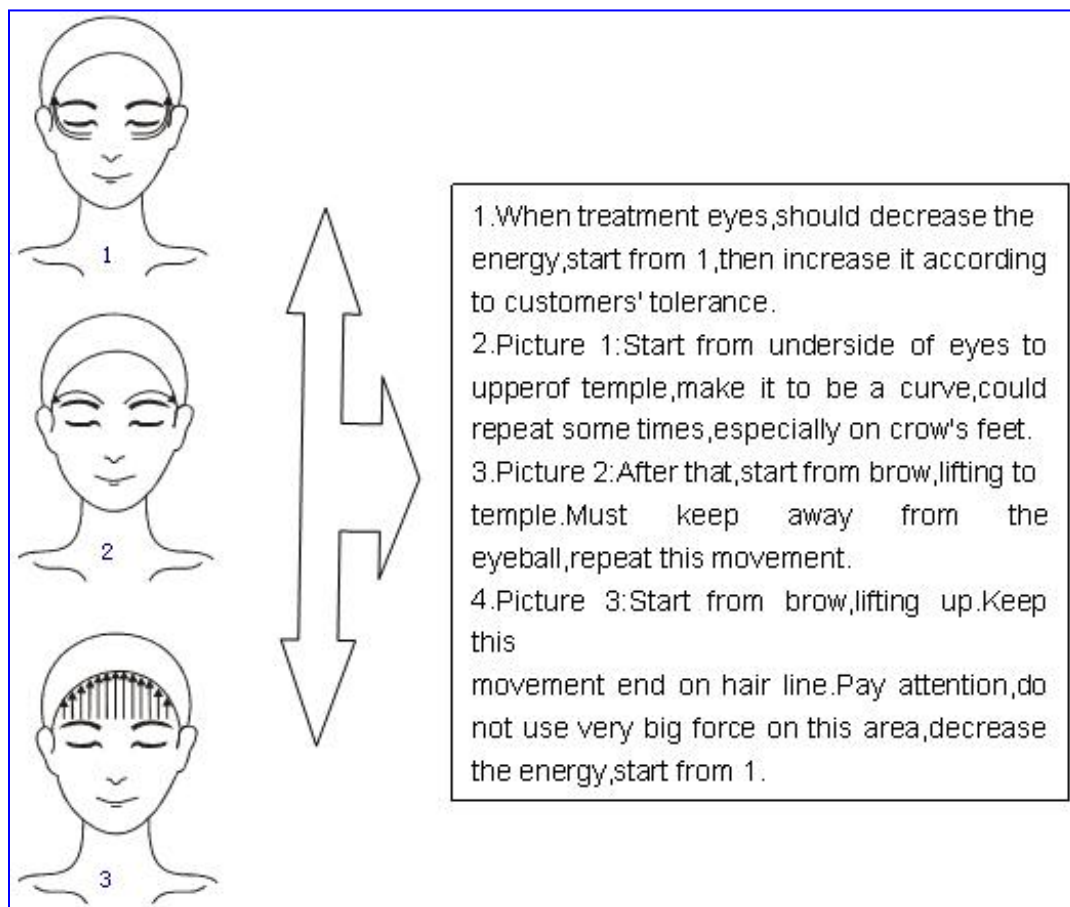 1
2
3
1.When treatment eyes,should decrease the
energy,start from 1,then increase it according
to customers' tolerance.
2.Picture 1:Start from underside of eyes to
upperof temple,make it to be a curve,could
repeat some times,especially on crow's feet.
3.Picture 2:After that,start from brow,lifting to
temple.Must keep away from the
eyeball,repeat this movement.
4.Picture 3:Start from brow,lifting up.Keep
this
movement end on hair line.Pay attention,do
not use very big force on this area,decrease
the energy,start from 1.